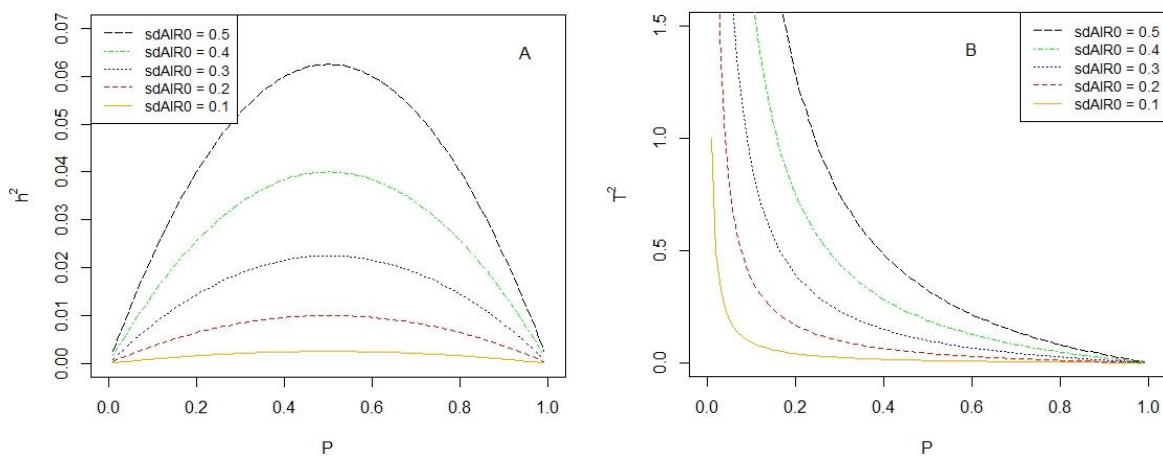 sdAIR0 = 0.5
sdAIR0 = 0.4
sdAIR0 = 0.3
sdAIR0 = 0.2
sdAIR0 = 0.1
A
0.07
0.06
0.05
0.04
0.03
0.02
0.01
0.00
h²
0.0 0.2 0.4 0.6 0.8 1.0
P
sdAIR0 = 0.5
sdAIR0 = 0.4
sdAIR0 = 0.3
sdAIR0 = 0.2
sdAIR0 = 0.1
B
1.5
1.0
0.5
0.0
T²
0.0 0.2 0.4 0.6 0.8 1.0
P